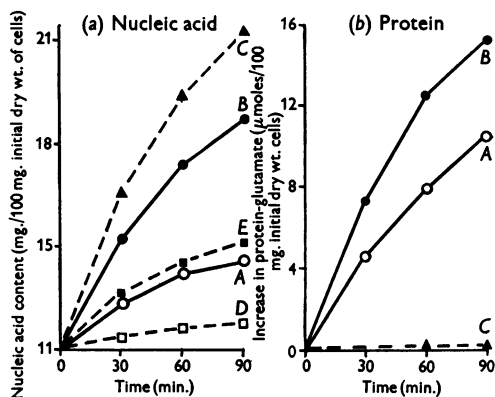 (a) Nucleic acid
Nucleic acid content (mg./100 mg. initial dry wt. of cells)
21
18
15
11
C
B
E
A
D
0 30 60 90
Time (min.)
(b) Protein
Increase in protein-glutamate (μmoles/100
mg. initial dry wt. cells)
16
12
8
4
0
B
A
C
0 30 60 90
Time (min.)